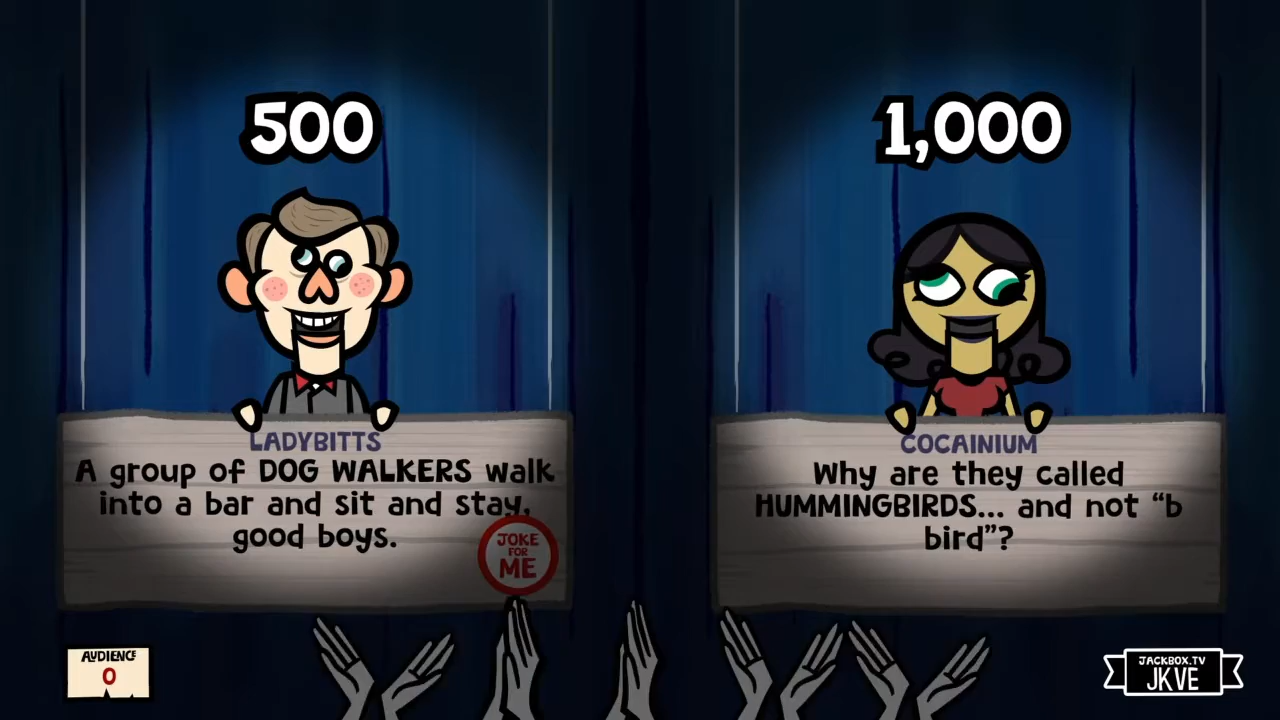 500
1,000
LADYBITTS
A group of DOG WALKERS walk
into a bar and sit and stay,
good boys.
JOKE
FOR
ME
COCAINIUM
Why are they called
HUMMINGBIRDS... and not “b
bird”?
AUDIENCE
0
JACKBOX.TV
JKVE